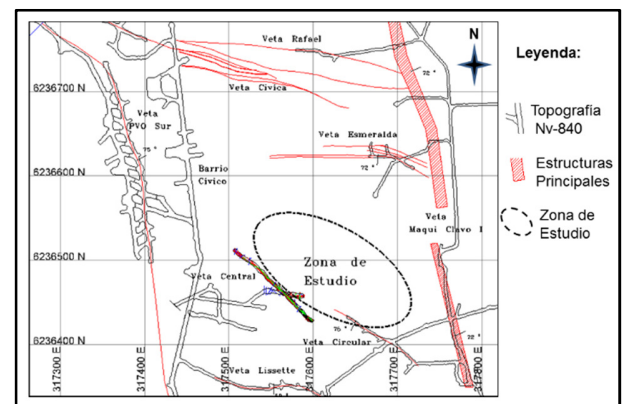 Veta Rafael
N
Leyenda:
72 °
6236700 N
Veta Cívica
Veta
PVO Sur
75 °
Topografía
Nv-840
Veta Esmeralda
Barrio
Cívico
72 °
6236600 N
Estructuras
Principales
Veta
Maqui Clavo I
Zona de
Estudio
6236500 N
Zona de
Estudio
Veta Central
75 °
72 °
6236400 N
Veta Circular
Veta Lissette
317300 E
317400 E
317500 E
317600 E
317700 E
317800 E